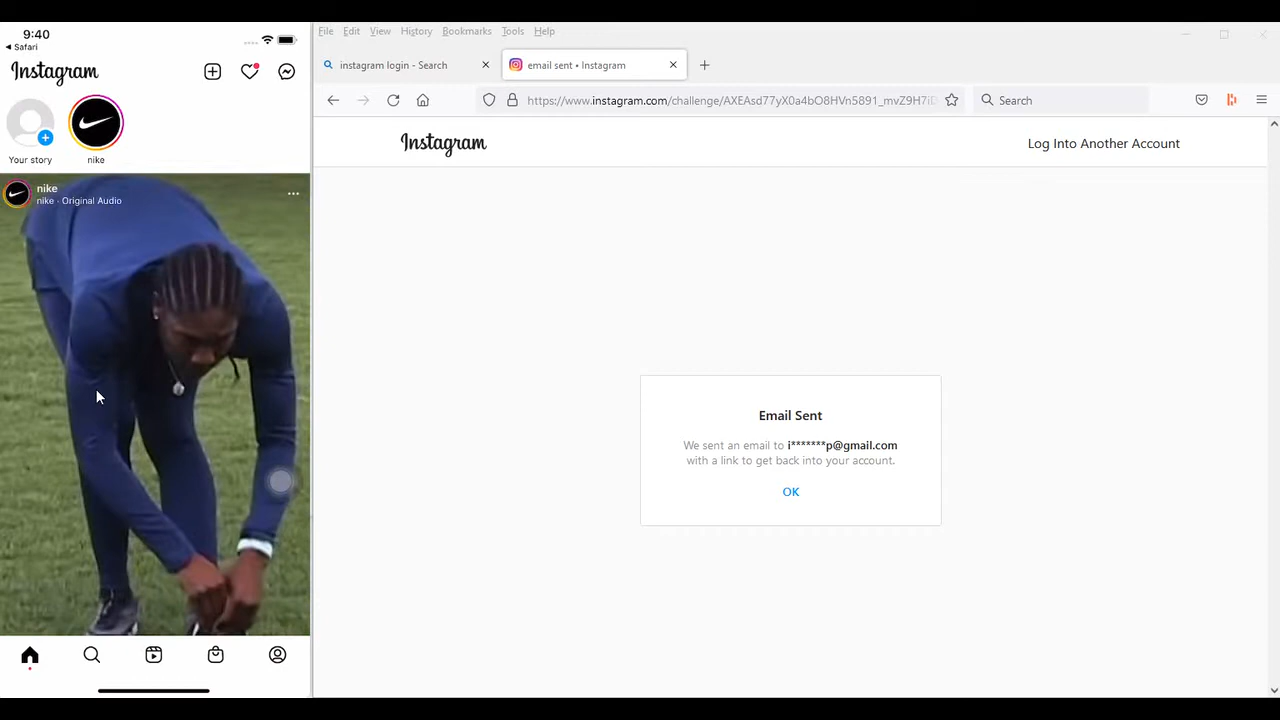 9:40
Safari
Instagram
Your story
nike
nike
nike · Original Audio
File Edit View History Bookmarks Tools Help
instagram login - Search
email sent • Instagram
https://www.instagram.com/challenge/AXEAsd77yX0a4bO8HVn5891_mvZ9H7iD
Search
Instagram
Log Into Another Account
Email Sent
We sent an email to i*******p@gmail.com
with a link to get back into your account.
OK